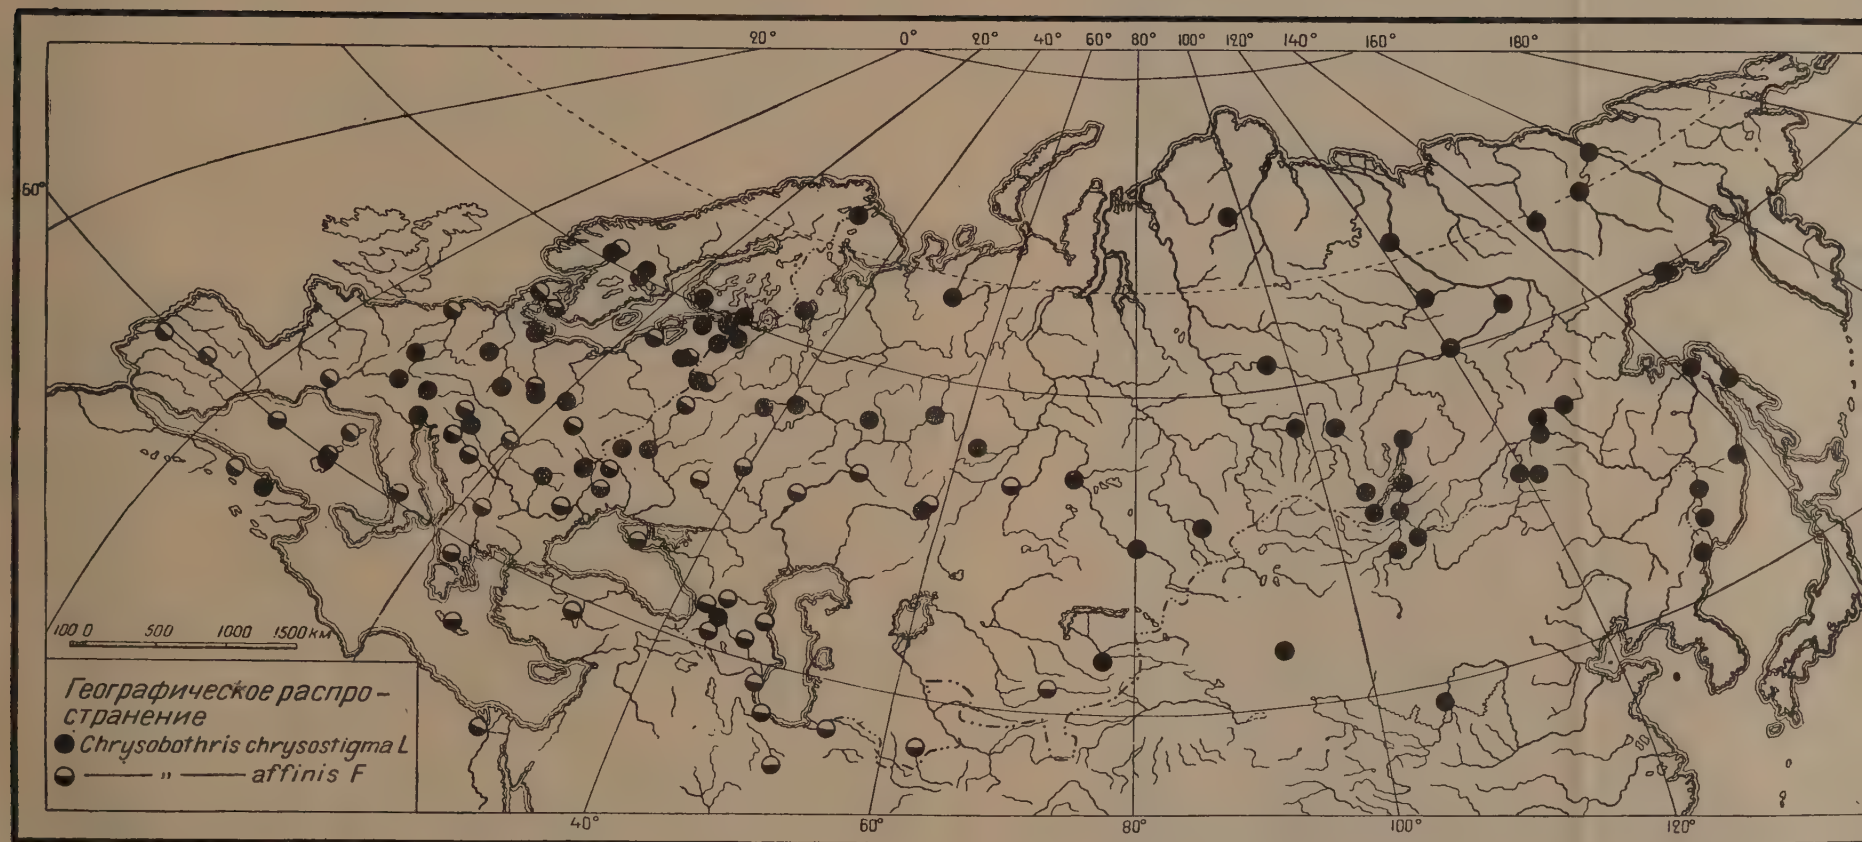 20° 0° 20° 40° 60° 80° 100° 120° 140° 160° 180°
60°
100 0 500 1000 1500 км
Географическое распро-
странение
Chrysobothris chrysostigma L
— " — affinis F
40° 60° 80° 100° 120°